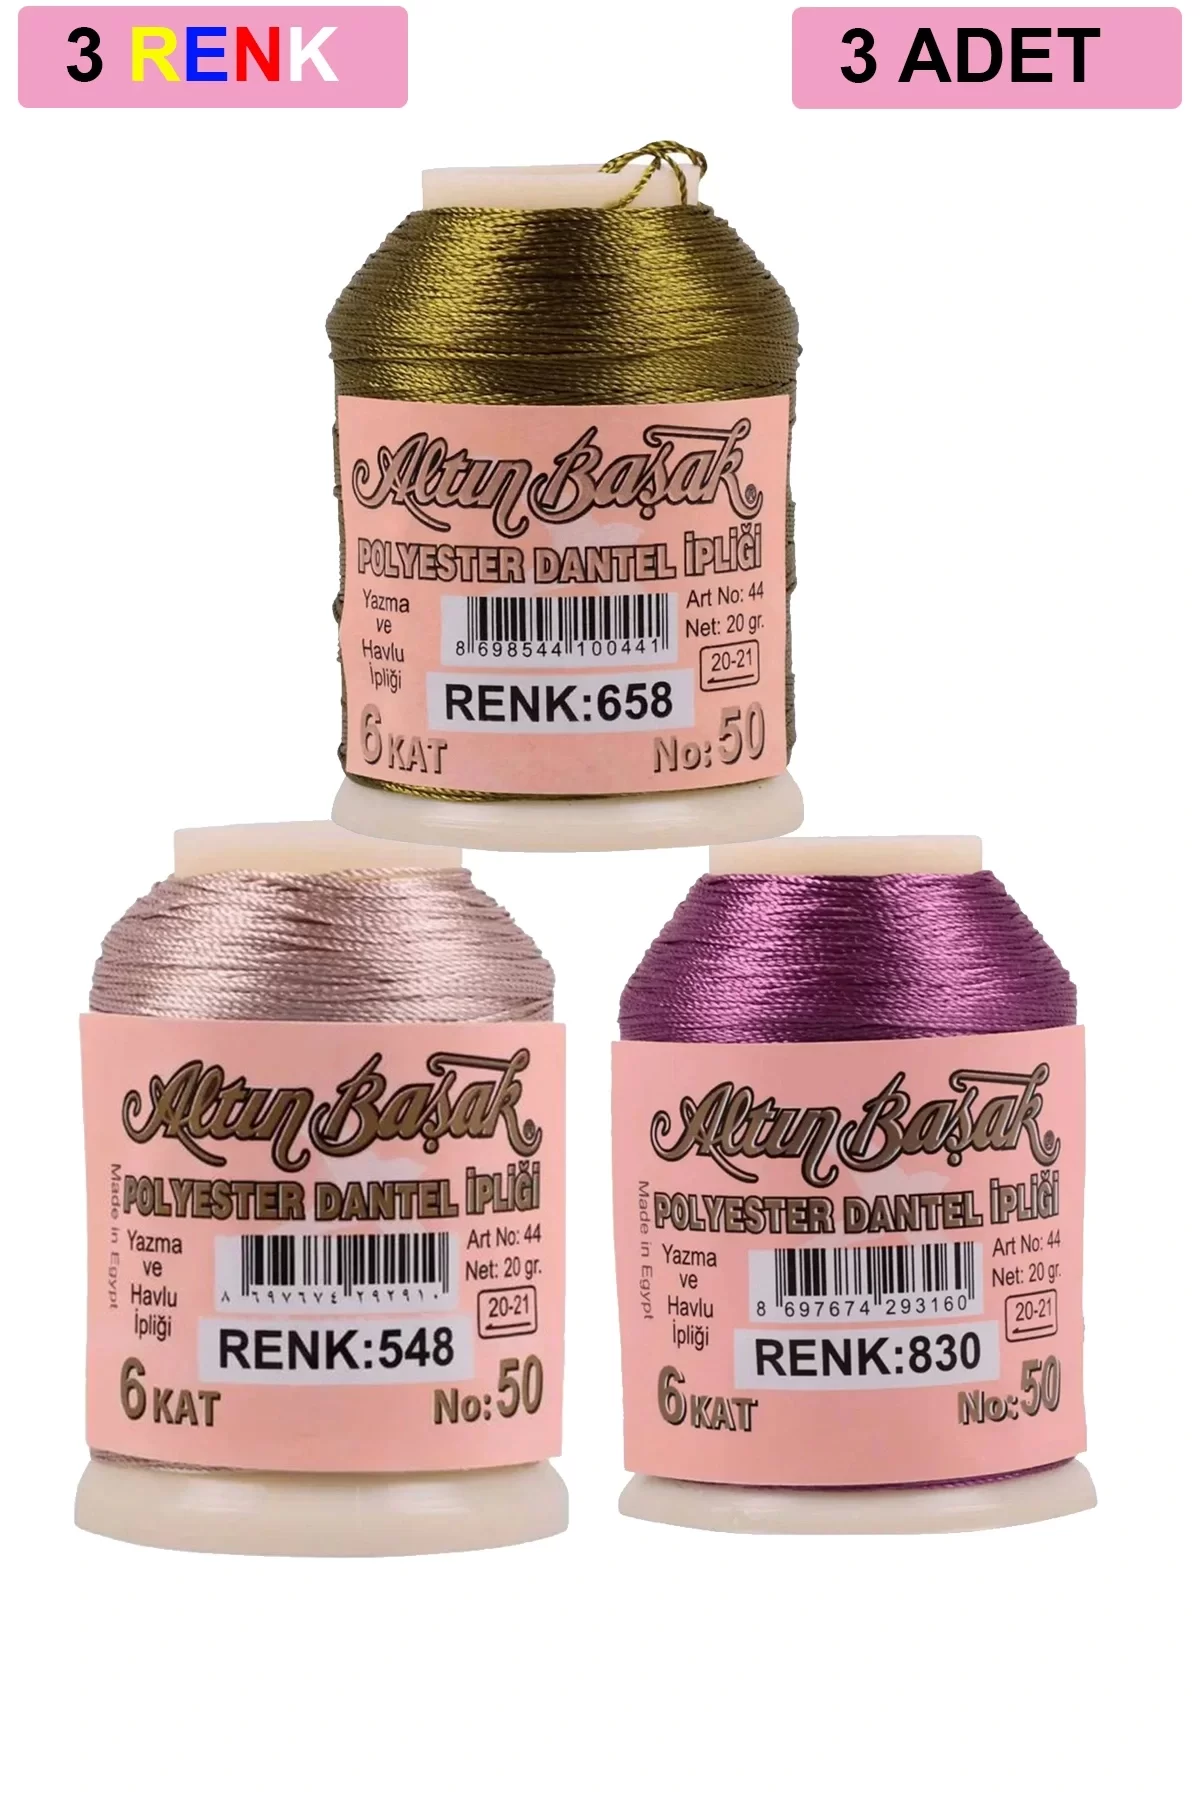 3 RENK
3 ADET
Altın Başak ®
POLYESTER DANTEL İPLİĞİ
Yazma
ve
Havlu
İpliği
8 698544 100441
Art No: 44
Net: 20 gr.
20-21
RENK:658
6 KAT
No: 50
Altın Başak ®
POLYESTER DANTEL İPLİĞİ
Made in Egypt
Yazma
ve
Havlu
İpliği
٨ ٦٩٧٦٧٤ ٢٩٢٩١٠
Art No: 44
Net: 20 gr.
20-21
RENK:548
6 KAT
No: 50
Altın Başak ®
POLYESTER DANTEL İPLİĞİ
Made in Egypt
Yazma
ve
Havlu
İpliği
8 697674 293160
Art No: 44
Net: 20 gr.
20-21
RENK:830
6 KAT
No: 50